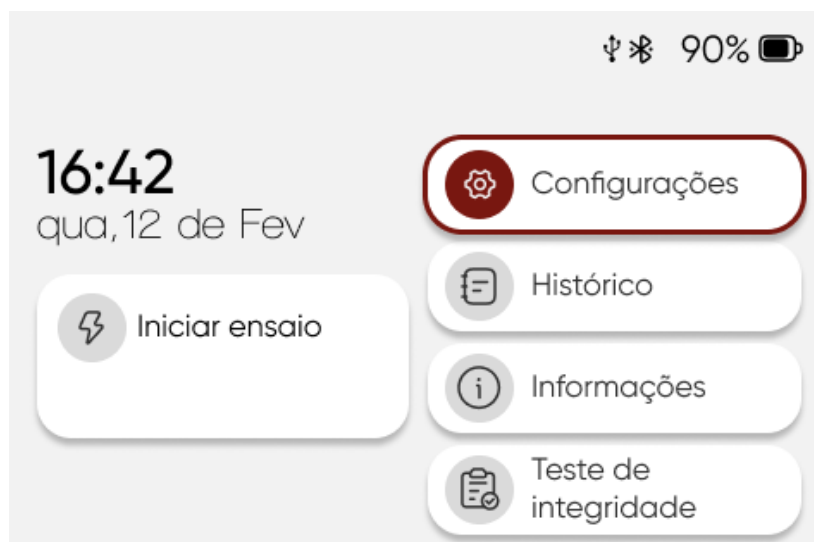 90%
16:42
qua,12 de Fev
Iniciar ensaio
Configurações
Histórico
Informações
Teste de
integridade